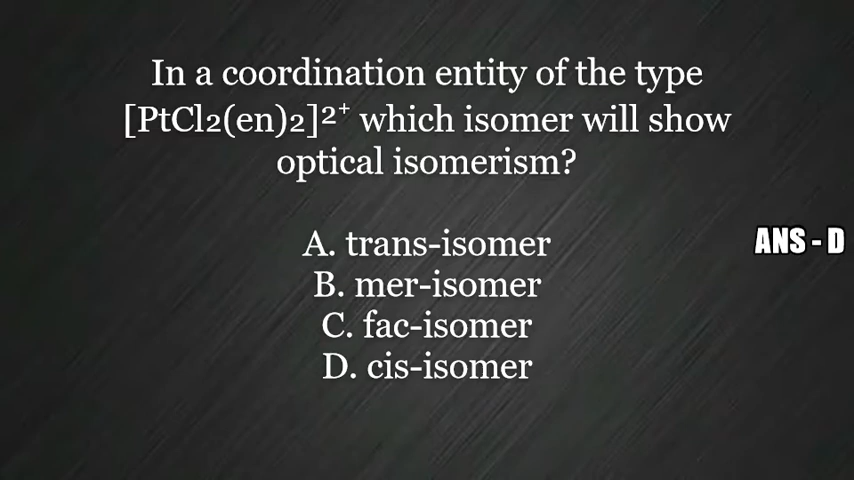 In a coordination entity of the type
[PtCl2(en)2]²⁺ which isomer will show
optical isomerism?
A. trans-isomer
ANS - D
B. mer-isomer
C. fac-isomer
D. cis-isomer